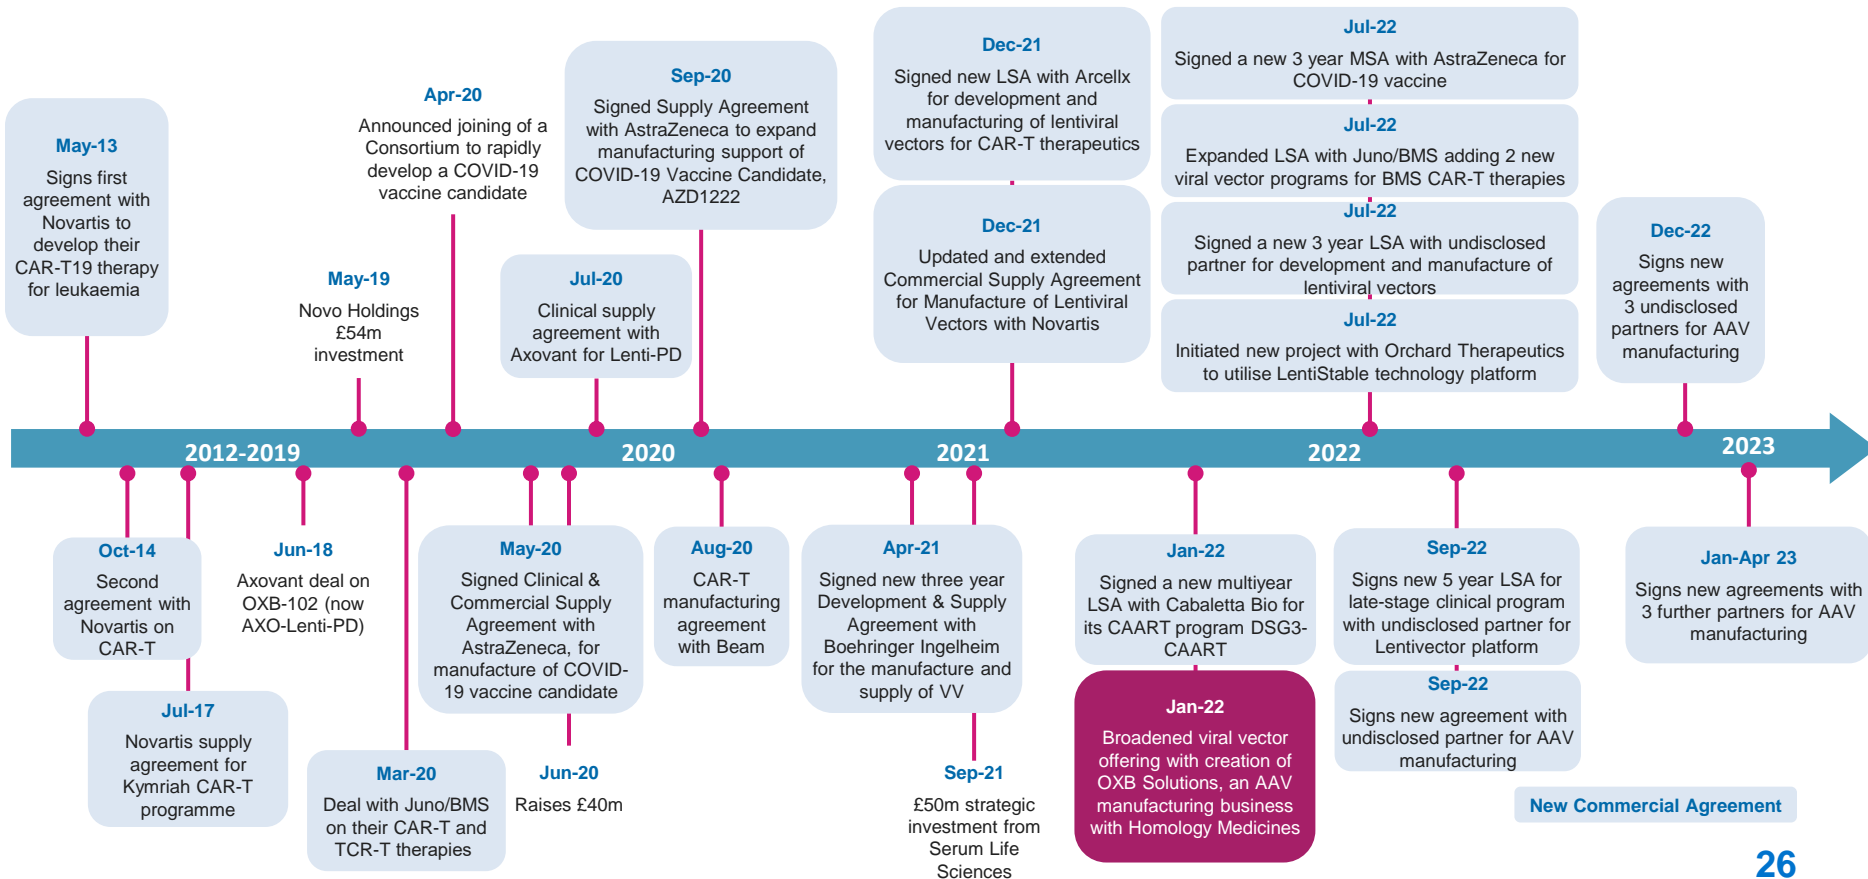 May-13
Signs first
agreement with
Novartis to
develop their
CAR-T19 therapy
for leukaemia
May-19
Novo Holdings
£54m
investment
Apr-20
Announced joining of a
Consortium to rapidly
develop a COVID-19
vaccine candidate
Jul-20
Clinical supply
agreement with
Axovant for Lenti-PD
Sep-20
Signed Supply Agreement
with AstraZeneca to expand
manufacturing support of
COVID-19 Vaccine Candidate,
AZD1222
Dec-21
Signed new LSA with Arcellx
for development and
manufacturing of lentiviral
vectors for CAR-T therapeutics
Dec-21
Updated and extended
Commercial Supply Agreement
for Manufacture of Lentiviral
Vectors with Novartis
Jul-22
Signed a new 3 year MSA with AstraZeneca for
COVID-19 vaccine
Jul-22
Expanded LSA with Juno/BMS adding 2 new
viral vector programs for BMS CAR-T therapies
Jul-22
Signed a new 3 year LSA with undisclosed
partner for development and manufacture of
lentiviral vectors
Jul-22
Initiated new project with Orchard Therapeutics
to utilise LentiStable technology platform
Dec-22
Signs new
agreements with
3 undisclosed
partners for AAV
manufacturing
2012-2019
2020
2021
2022
2023
Oct-14
Second
agreement with
Novartis on
CAR-T
Jul-17
Novartis supply
agreement for
Kymriah CAR-T
programme
Jun-18
Axovant deal on
OXB-102 (now
AXO-Lenti-PD)
Mar-20
Deal with Juno/BMS
on their CAR-T and
TCR-T therapies
May-20
Signed Clinical &
Commercial Supply
Agreement with
AstraZeneca, for
manufacture of COVID-
19 vaccine candidate
Jun-20
Raises £40m
Aug-20
CAR-T
manufacturing
agreement
with Beam
Apr-21
Signed new three year
Development & Supply
Agreement with
Boehringer Ingelheim
for the manufacture and
supply of VV
Sep-21
£50m strategic
investment from
Serum Life
Sciences
Jan-22
Signed a new multiyear
LSA with Cabaletta Bio for
its CAART program DSG3-
CAART
Jan-22
Broadened viral vector
offering with creation of
OXB Solutions, an AAV
manufacturing business
with Homology Medicines
Sep-22
Signs new 5 year LSA for
late-stage clinical program
with undisclosed partner for
Lentivector platform
Sep-22
Signs new agreement with
undisclosed partner for AAV
manufacturing
Jan-Apr 23
Signs new agreements with
3 further partners for AAV
manufacturing
New Commercial Agreement
26